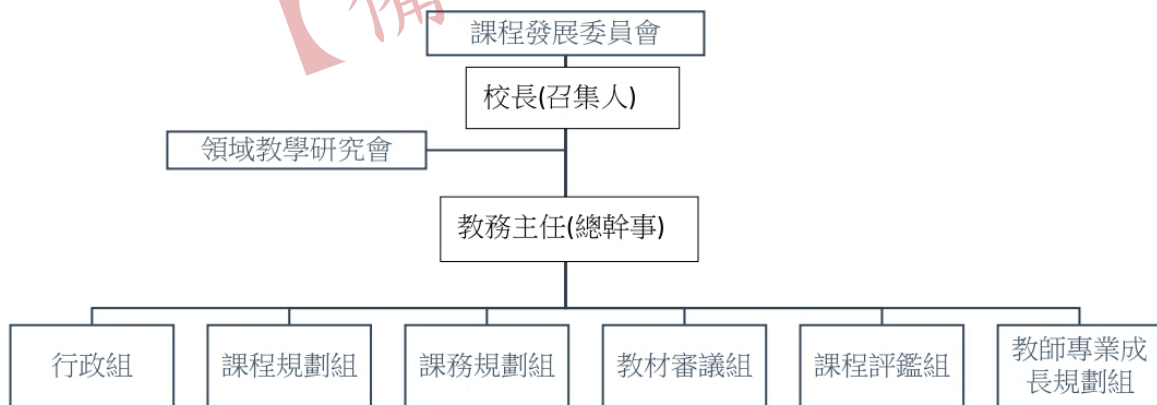 【備
課程發展委員會
校長(召集人)
領域教學研究會
教務主任(總幹事)
行政組
課程規劃組
課務規劃組
教材審議組
課程評鑑組
教師專業成
長規劃組